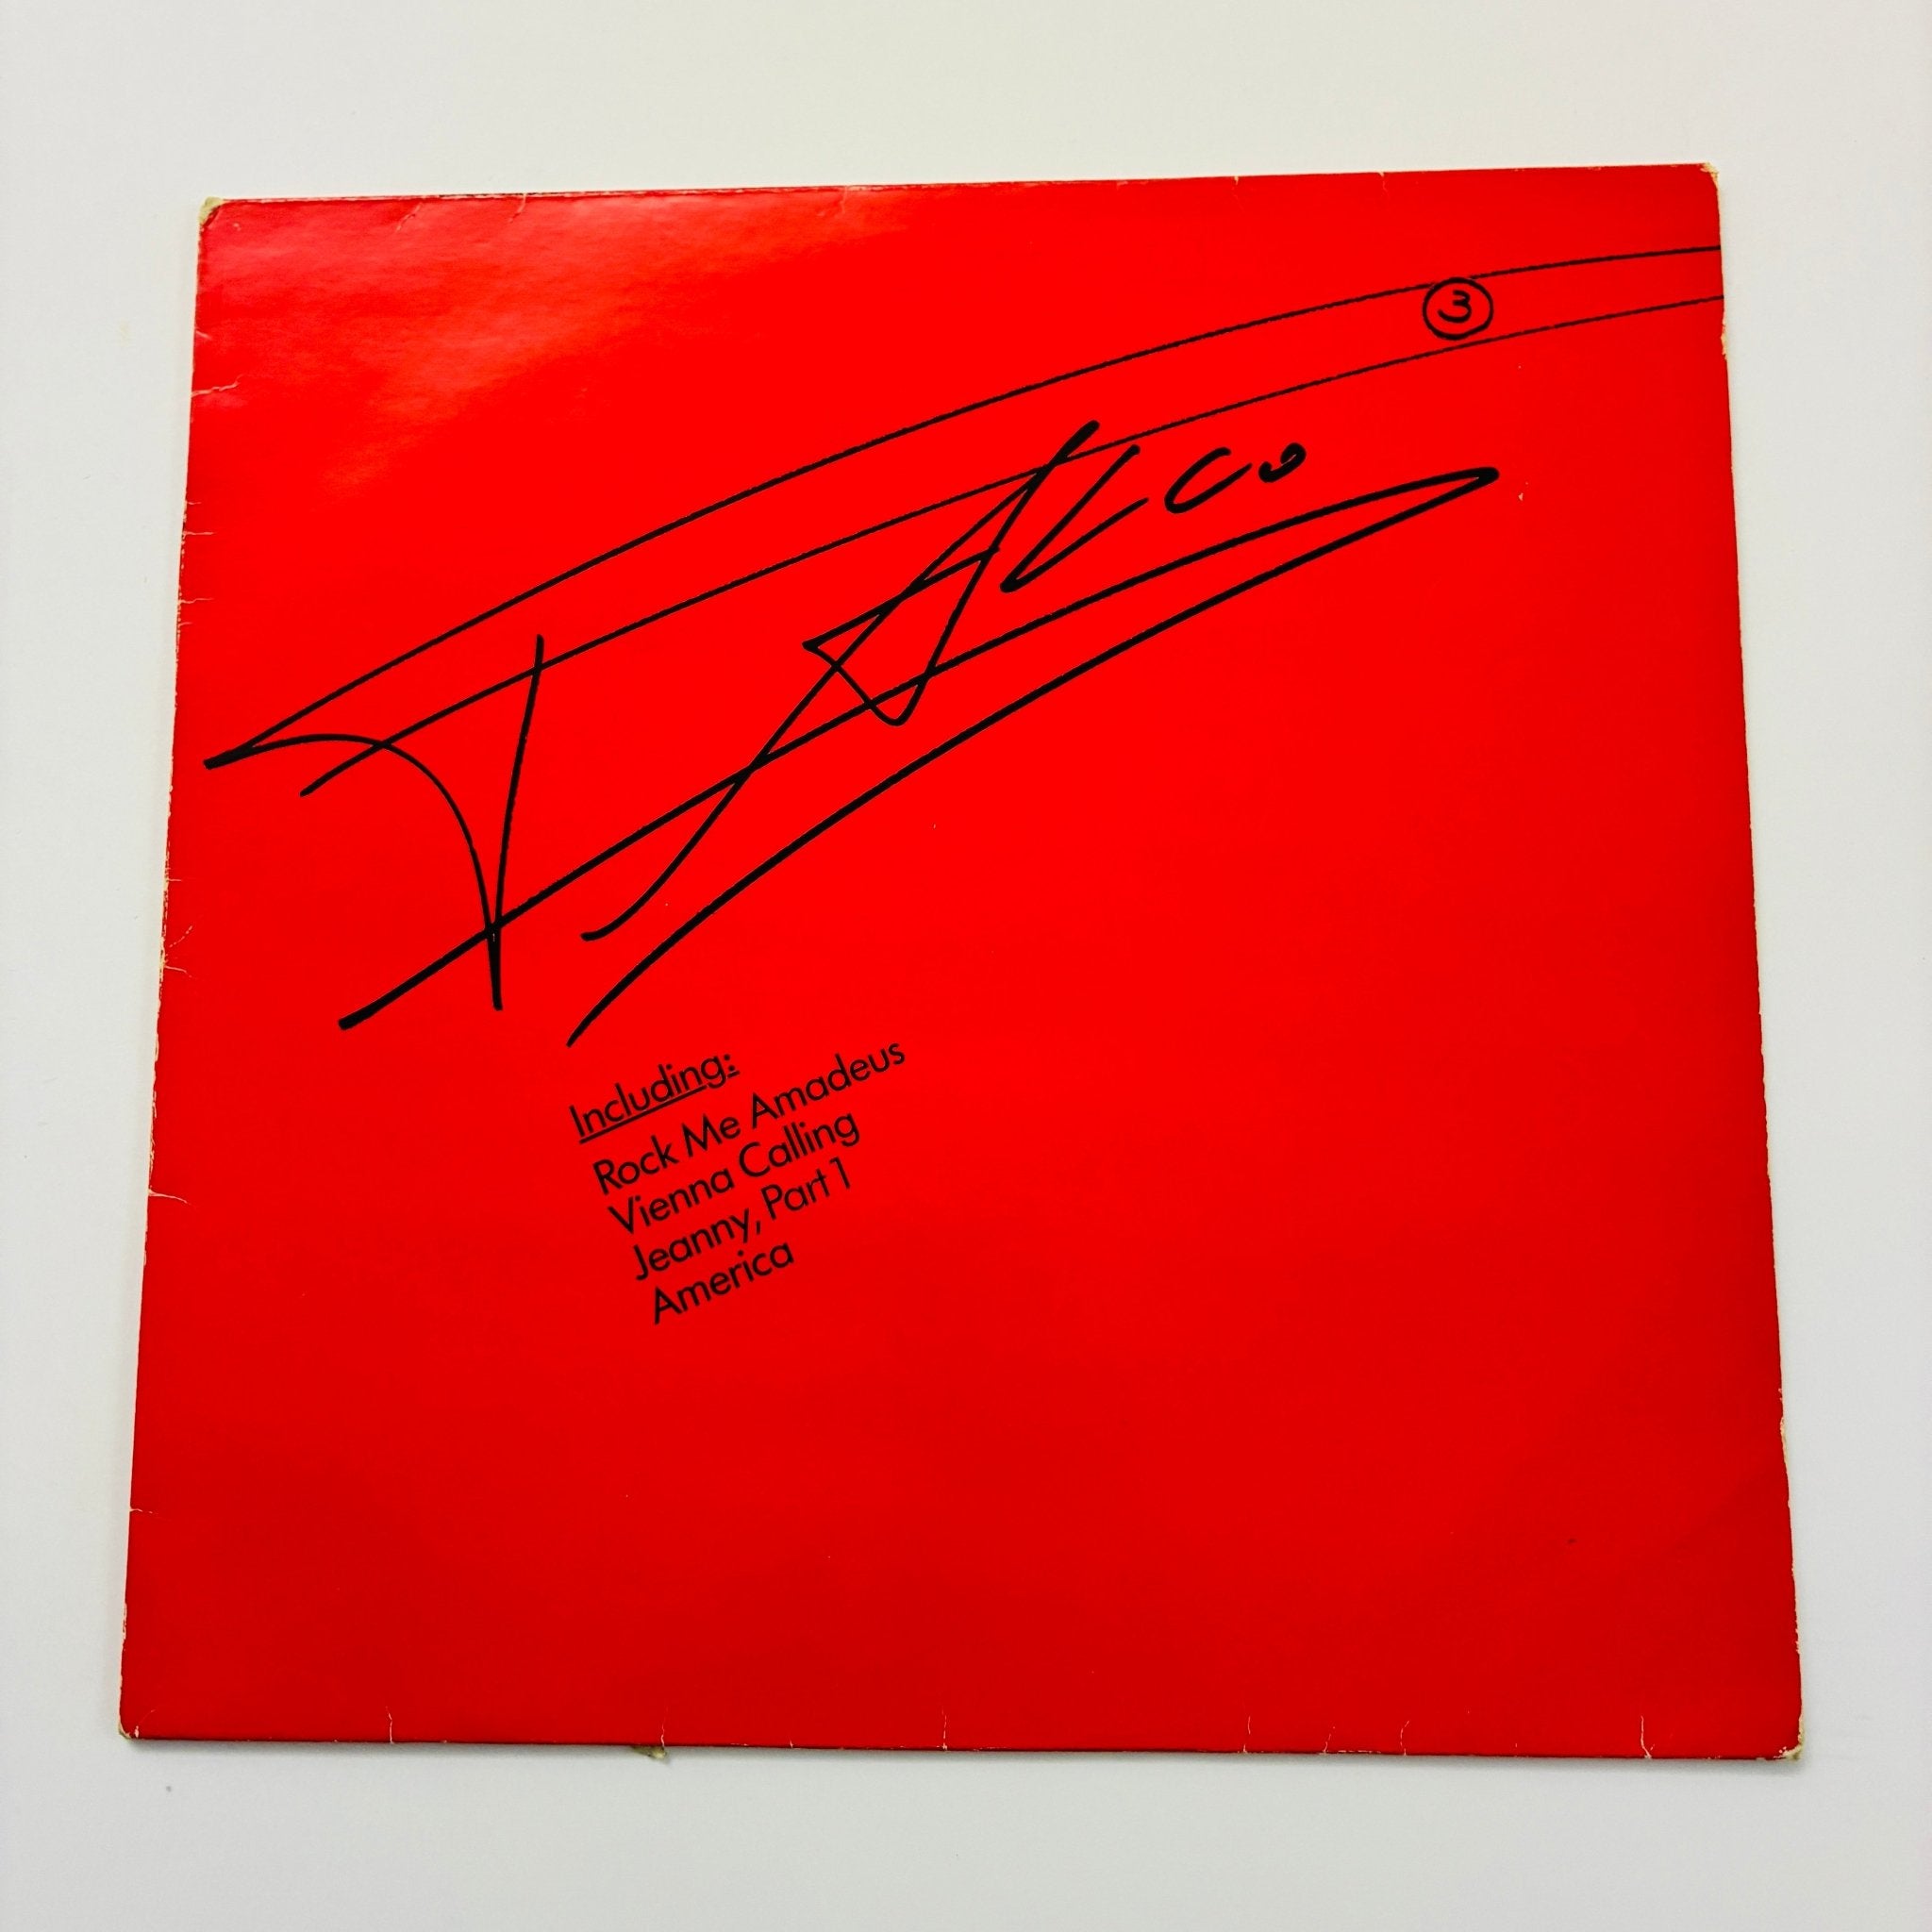 3
FALCO
Including:
Rock Me Amadeus
Vienna Calling
Jeanny, Part 1
America